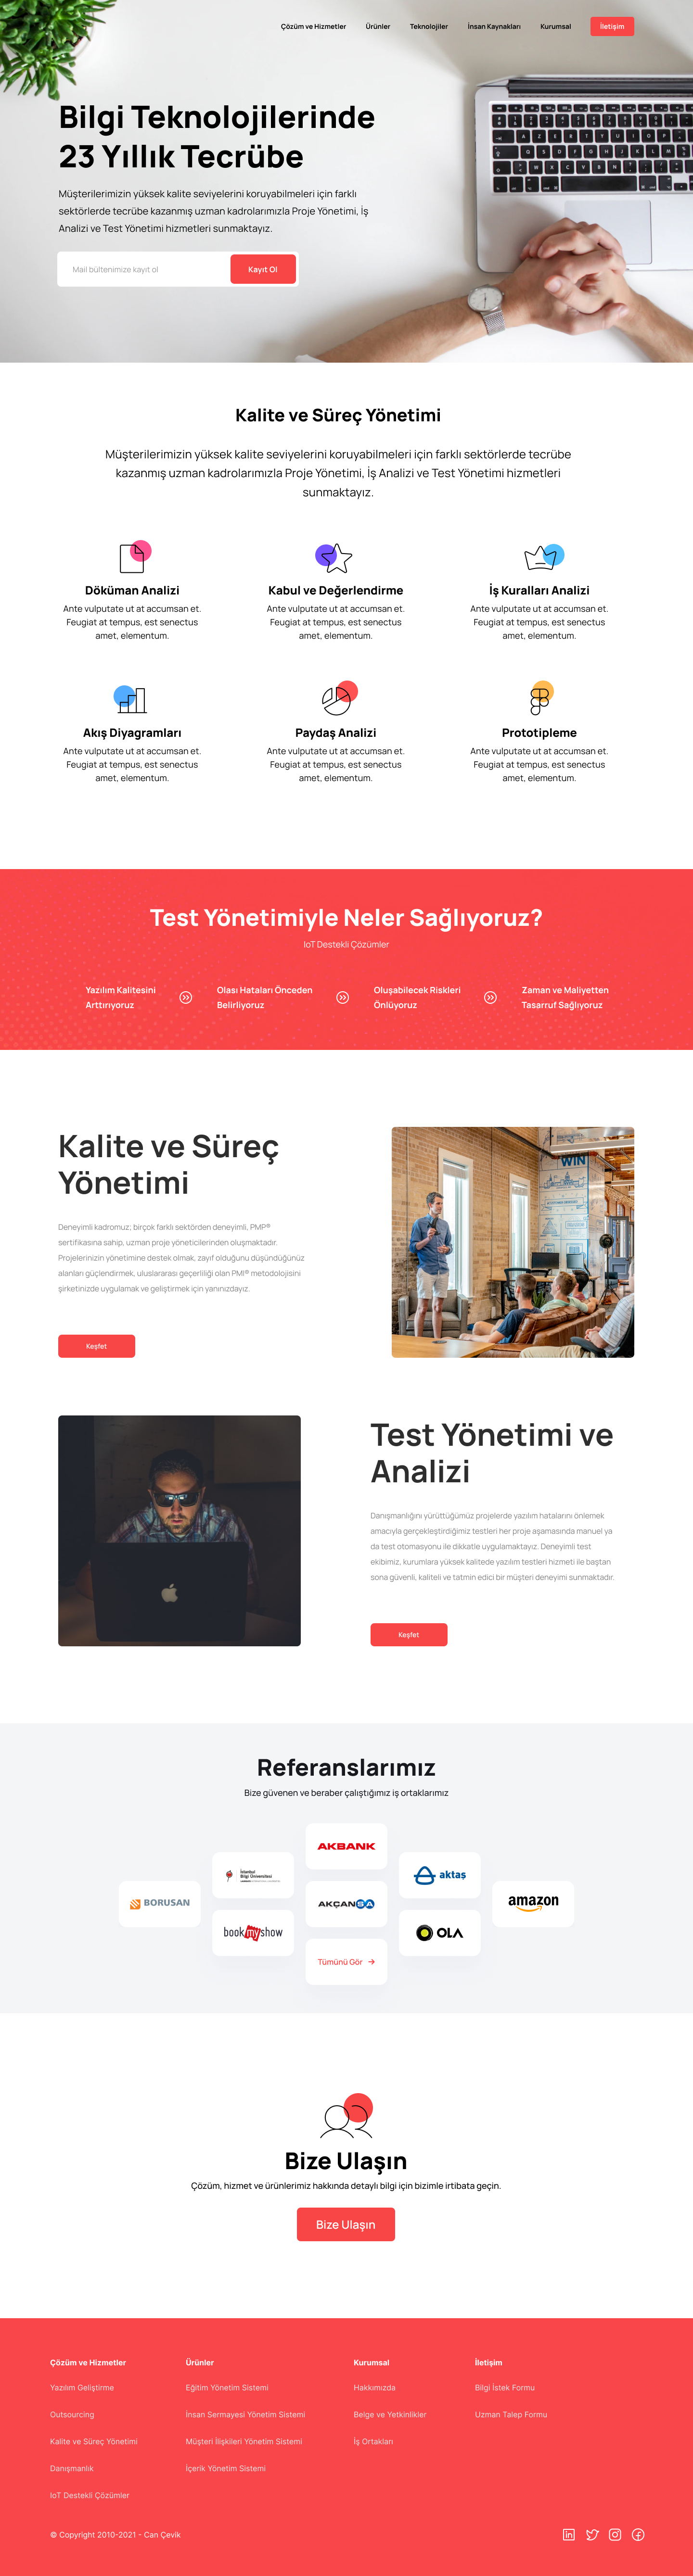 Çözüm ve Hizmetler Ürünler Teknolojiler İnsan Kaynakları Kurumsal İletişim
Bilgi Teknolojilerinde
23 Yıllık Tecrübe
Müşterilerimizin yüksek kalite seviyelerini koruyabilmeleri için farklı
sektörlerde tecrübe kazanmış uzman kadrolarımızla Proje Yönetimi, İş
Analizi ve Test Yönetimi hizmetleri sunmaktayız.
Mail bültenimize kayıt ol
Kayıt Ol
Kalite ve Süreç Yönetimi
Müşterilerimizin yüksek kalite seviyelerini koruyabilmeleri için farklı sektörlerde tecrübe
kazanmış uzman kadrolarımızla Proje Yönetimi, İş Analizi ve Test Yönetimi hizmetleri
sunmaktayız.
Döküman Analizi
Ante vulputate ut at accumsan et.
Feugiat at tempus, est senectus
amet, elementum.
Kabul ve Değerlendirme
Ante vulputate ut at accumsan et.
Feugiat at tempus, est senectus
amet, elementum.
İş Kuralları Analizi
Ante vulputate ut at accumsan et.
Feugiat at tempus, est senectus
amet, elementum.
Akış Diyagramları
Ante vulputate ut at accumsan et.
Feugiat at tempus, est senectus
amet, elementum.
Paydaş Analizi
Ante vulputate ut at accumsan et.
Feugiat at tempus, est senectus
amet, elementum.
Prototipleme
Ante vulputate ut at accumsan et.
Feugiat at tempus, est senectus
amet, elementum.
Test Yönetimiyle Neler Sağlıyoruz?
IoT Destekli Çözümler
Yazılım Kalitesini
Arttırıyoruz
Olası Hataları Önceden
Belirliyoruz
Oluşabilecek Riskleri
Önlüyoruz
Zaman ve Maliyetten
Tasarruf Sağlıyoruz
Kalite ve Süreç
Yönetimi
Deneyimli kadromuz; birçok farklı sektörden deneyimli, PMP®
sertifikasına sahip, uzman proje yöneticilerinden oluşmaktadır.
Projelerinizin yönetimine destek olmak, zayıf olduğunu düşündüğünüz
alanları güçlendirmek, uluslararası geçerliliği olan PMI® metodolojisini
şirketinizde uygulamak ve geliştirmek için yanınızdayız.
Keşfet
WIN
Test Yönetimi ve
Analizi
Danışmanlığını yürüttüğümüz projelerde yazılım hatalarını önlemek
amacıyla gerçekleştirdiğimiz testleri her proje aşamasında manuel ya
da test otomasyonu ile dikkatle uygulamaktayız. Deneyimli test
ekibimiz, kurumlara yüksek kalitede yazılım testleri hizmeti ile baştan
sona güvenli, kaliteli ve tatmin edici bir müşteri deneyimi sunmaktadır.
Keşfet
Referanslarımız
Bize güvenen ve beraber çalıştığımız iş ortaklarımız
BORUSAN
İstanbul
Bilgi Üniversitesi
bookmyshow
AKBANK
AKÇANSA
Tümünü Gör
aktaş
OLA
amazon
Bize Ulaşın
Çözüm, hizmet ve ürünlerimiz hakkında detaylı bilgi için bizimle irtibata geçin.
Bize Ulaşın
Çözüm ve Hizmetler
Yazılım Geliştirme
Outsourcing
Kalite ve Süreç Yönetimi
Danışmanlık
IoT Destekli Çözümler
Ürünler
Eğitim Yönetim Sistemi
İnsan Sermayesi Yönetim Sistemi
Müşteri İlişkileri Yönetim Sistemi
İçerik Yönetim Sistemi
Kurumsal
Hakkımızda
Belge ve Yetkinlikler
İş Ortakları
İletişim
Bilgi İstek Formu
Uzman Talep Formu
© Copyright 2010-2021 - Can Çevik